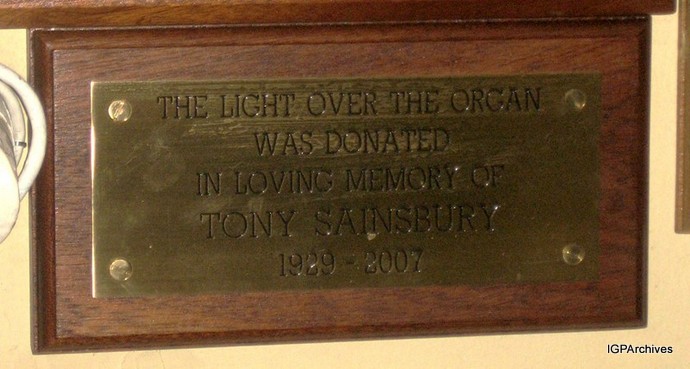 THE LIGHT OVER THE ORGAN
WAS DONATED
IN LOVING MEMORY OF
TONY SAINSBURY
1929 - 2007
IGPArchives